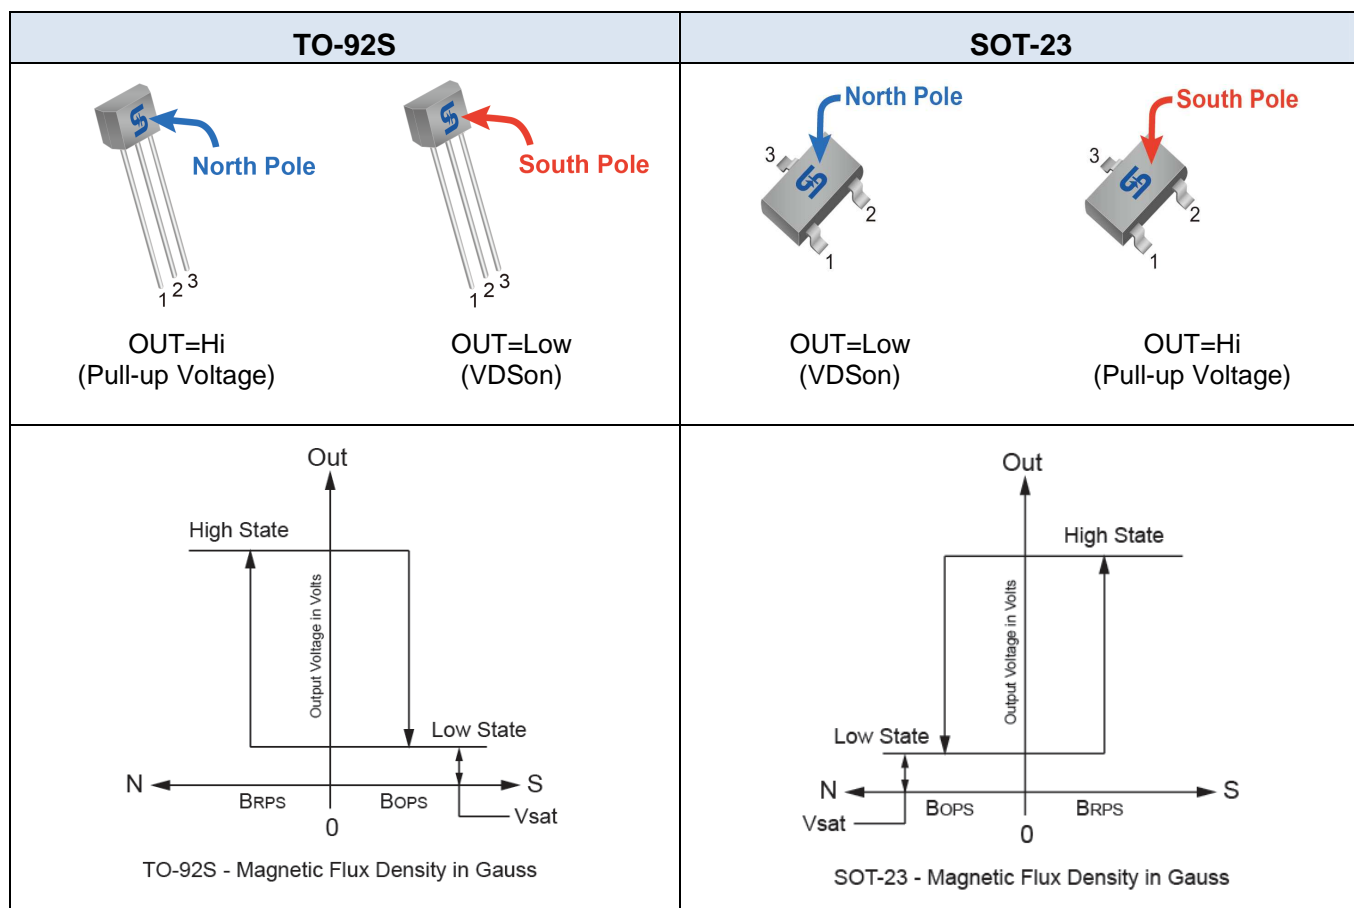 TO-92S
SOT-23
North Pole
1 2 3
OUT=Hi
(Pull-up Voltage)
South Pole
1 2 3
OUT=Low
(VDSon)
North Pole
3
2
1
OUT=Low
(VDSon)
South Pole
3
2
1
OUT=Hi
(Pull-up Voltage)
Out
High State
Output Voltage in Volts
Low State
N
S
BRPS
BOPS
Vsat
0
TO-92S - Magnetic Flux Density in Gauss
Out
High State
Output Voltage in Volts
Low State
N
S
BOPS
BRPS
Vsat
0
SOT-23 - Magnetic Flux Density in Gauss